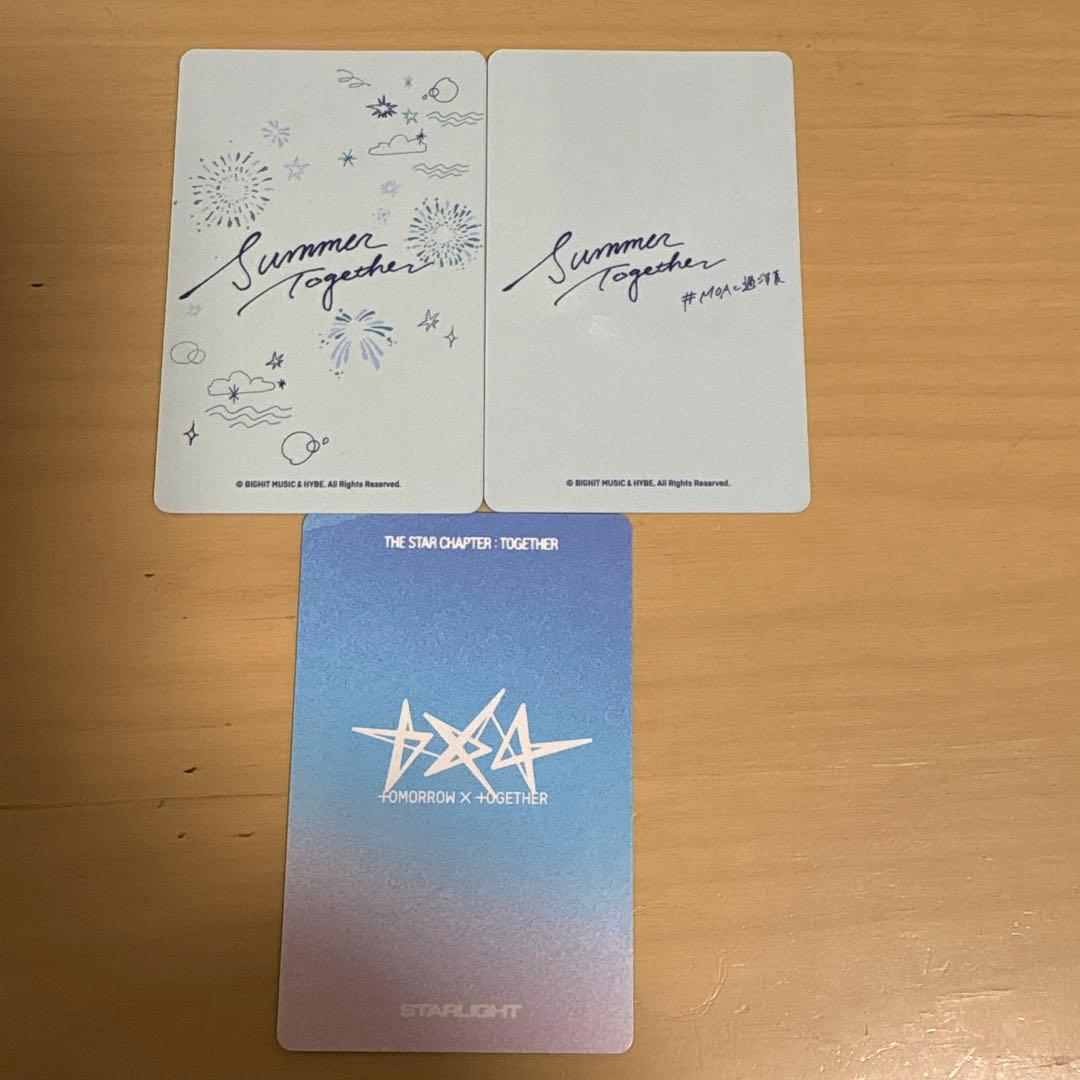 Summer
Together
© BIGHIT MUSIC & HYBE. All Rights Reserved.
Summer
Together
#MOAと過ごす夏
© BIGHIT MUSIC & HYBE. All Rights Reserved.
THE STAR CHAPTER : TOGETHER
TOMORROW X TOGETHER
STARLIGHT